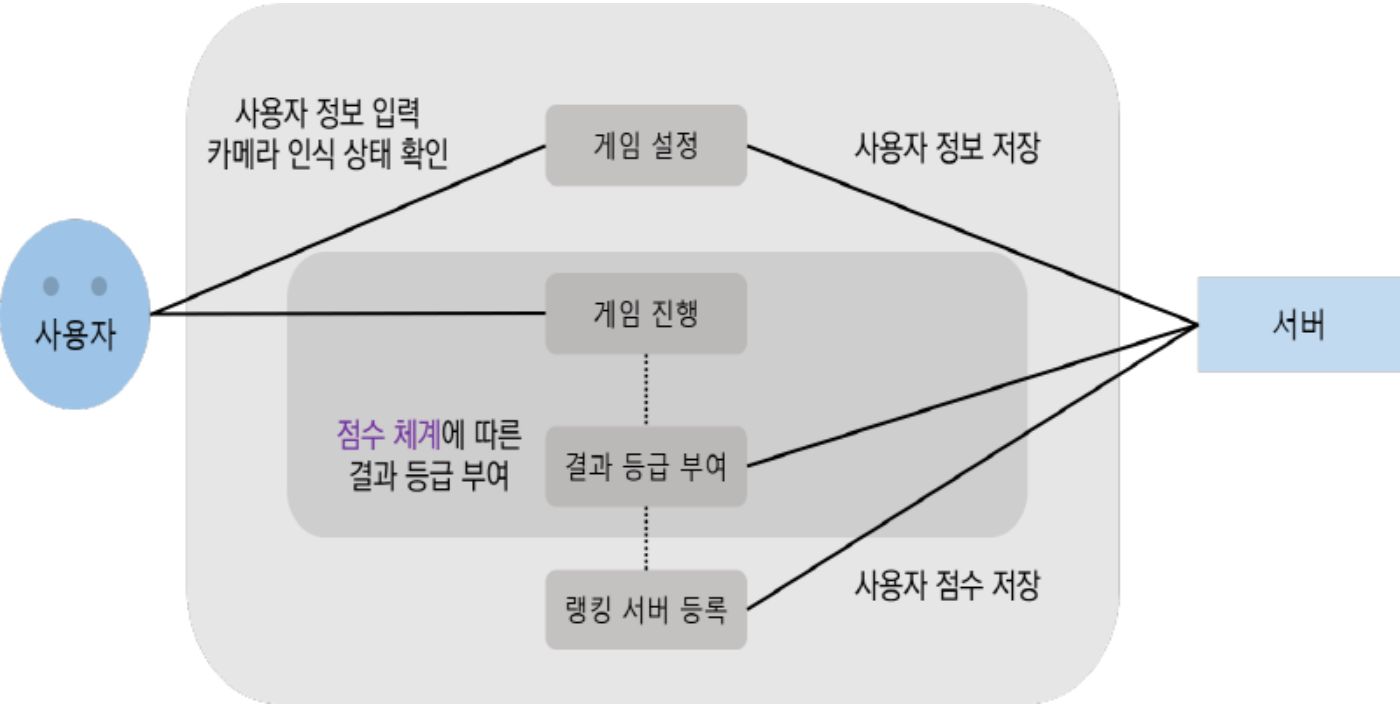 사용자 정보 입력
카메라 인식 상태 확인
게임 설정
사용자 정보 저장
사용자
게임 진행
서버
점수 체계에 따른
결과 등급 부여
결과 등급 부여
사용자 점수 저장
랭킹 서버 등록